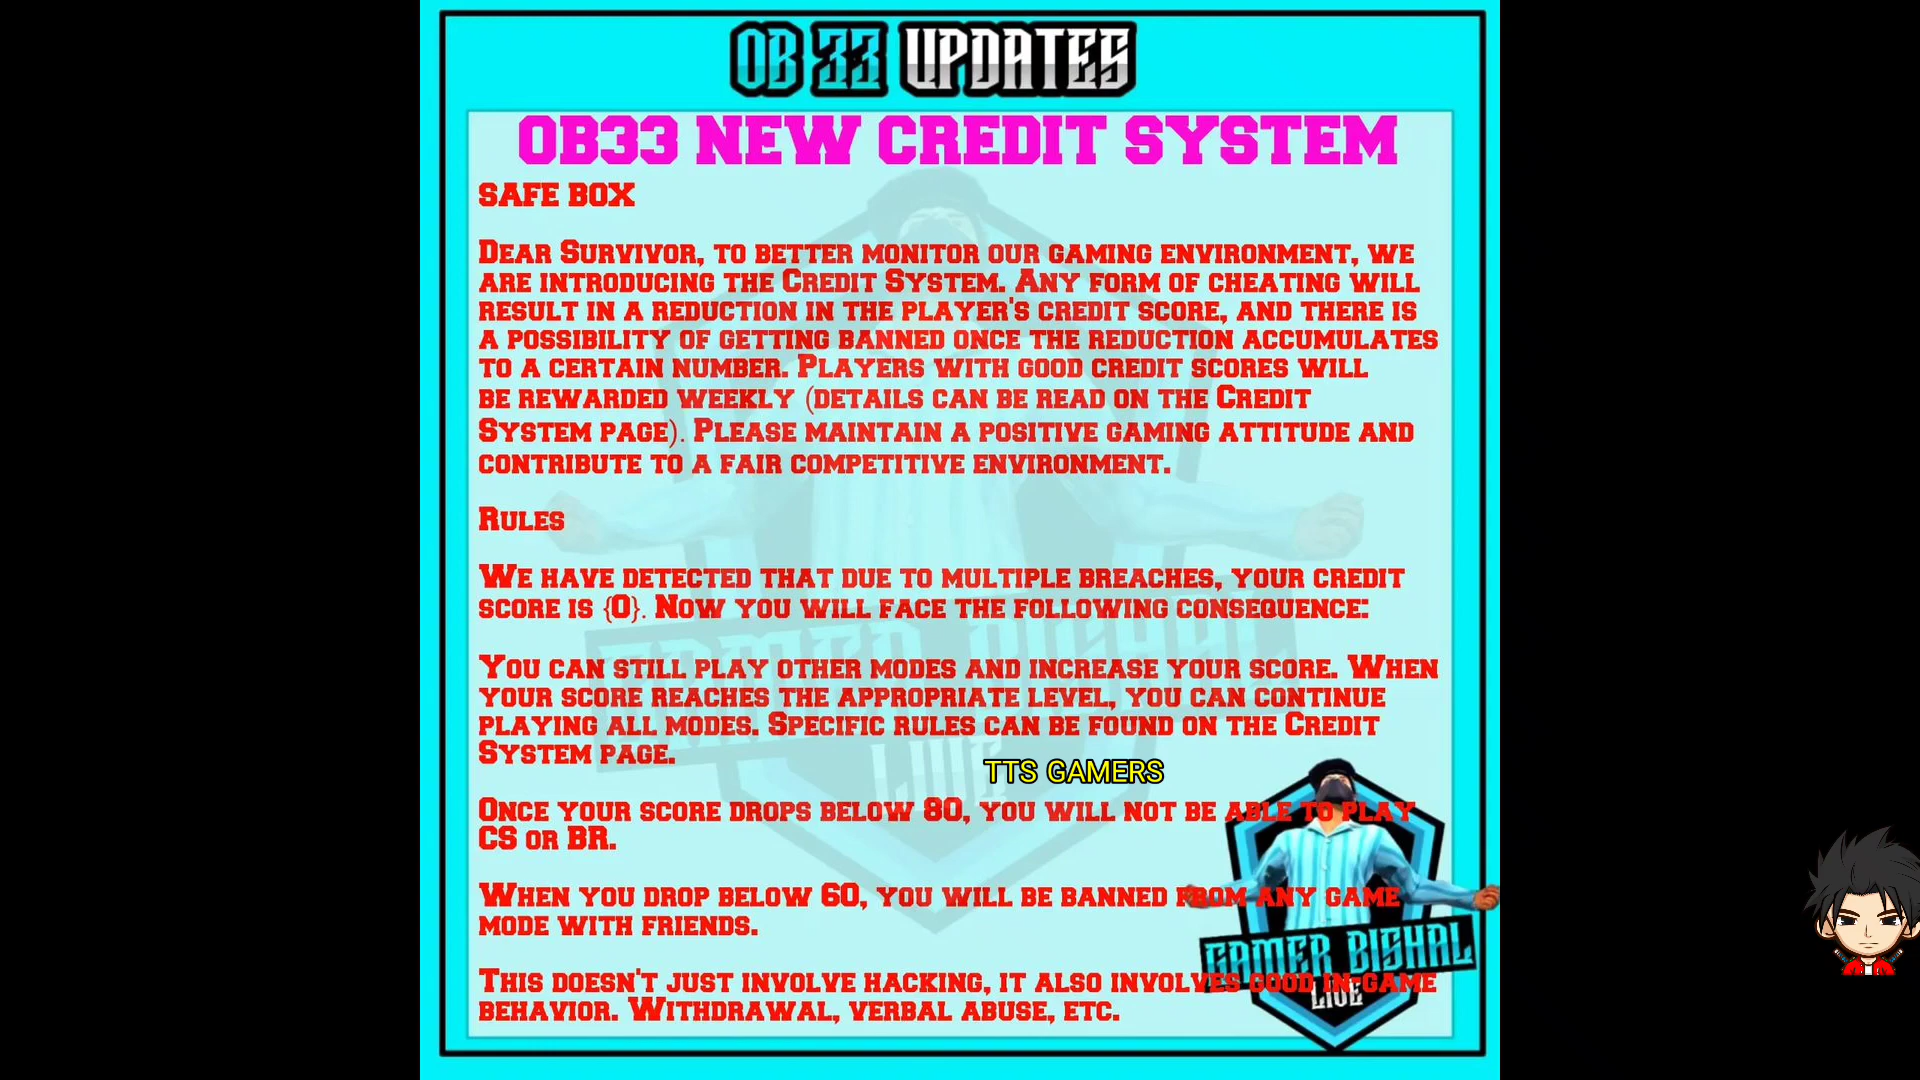 OB 33 UPDATES
OB33 NEW CREDIT SYSTEM
SAFE BOX
Dear Survivor, to better monitor our gaming environment, we
are introducing the Credit System. Any form of cheating will
result in a reduction in the player's credit score, and there is
a possibility of getting banned once the reduction accumulates
to a certain number. Players with good credit scores will
be rewarded weekly (details can be read on the Credit
System page). Please maintain a positive gaming attitude and
contribute to a fair competitive environment.
Rules
We have detected that due to multiple breaches, your credit
score is {0}. Now you will face the following consequence:
You can still play other modes and increase your score. When
your score reaches the appropriate level, you can continue
playing all modes. Specific rules can be found on the Credit
System page.
TTS GAMERS
Once your score drops below 80, you will not be able to play
CS or BR.
When you drop below 60, you will be banned from any game
mode with friends.
This doesn't just involve hacking, it also involves good in-game
behavior. Withdrawal, verbal abuse, etc.
GAMER BISHAL
LIVE
GAMER BISHAL
LIVE